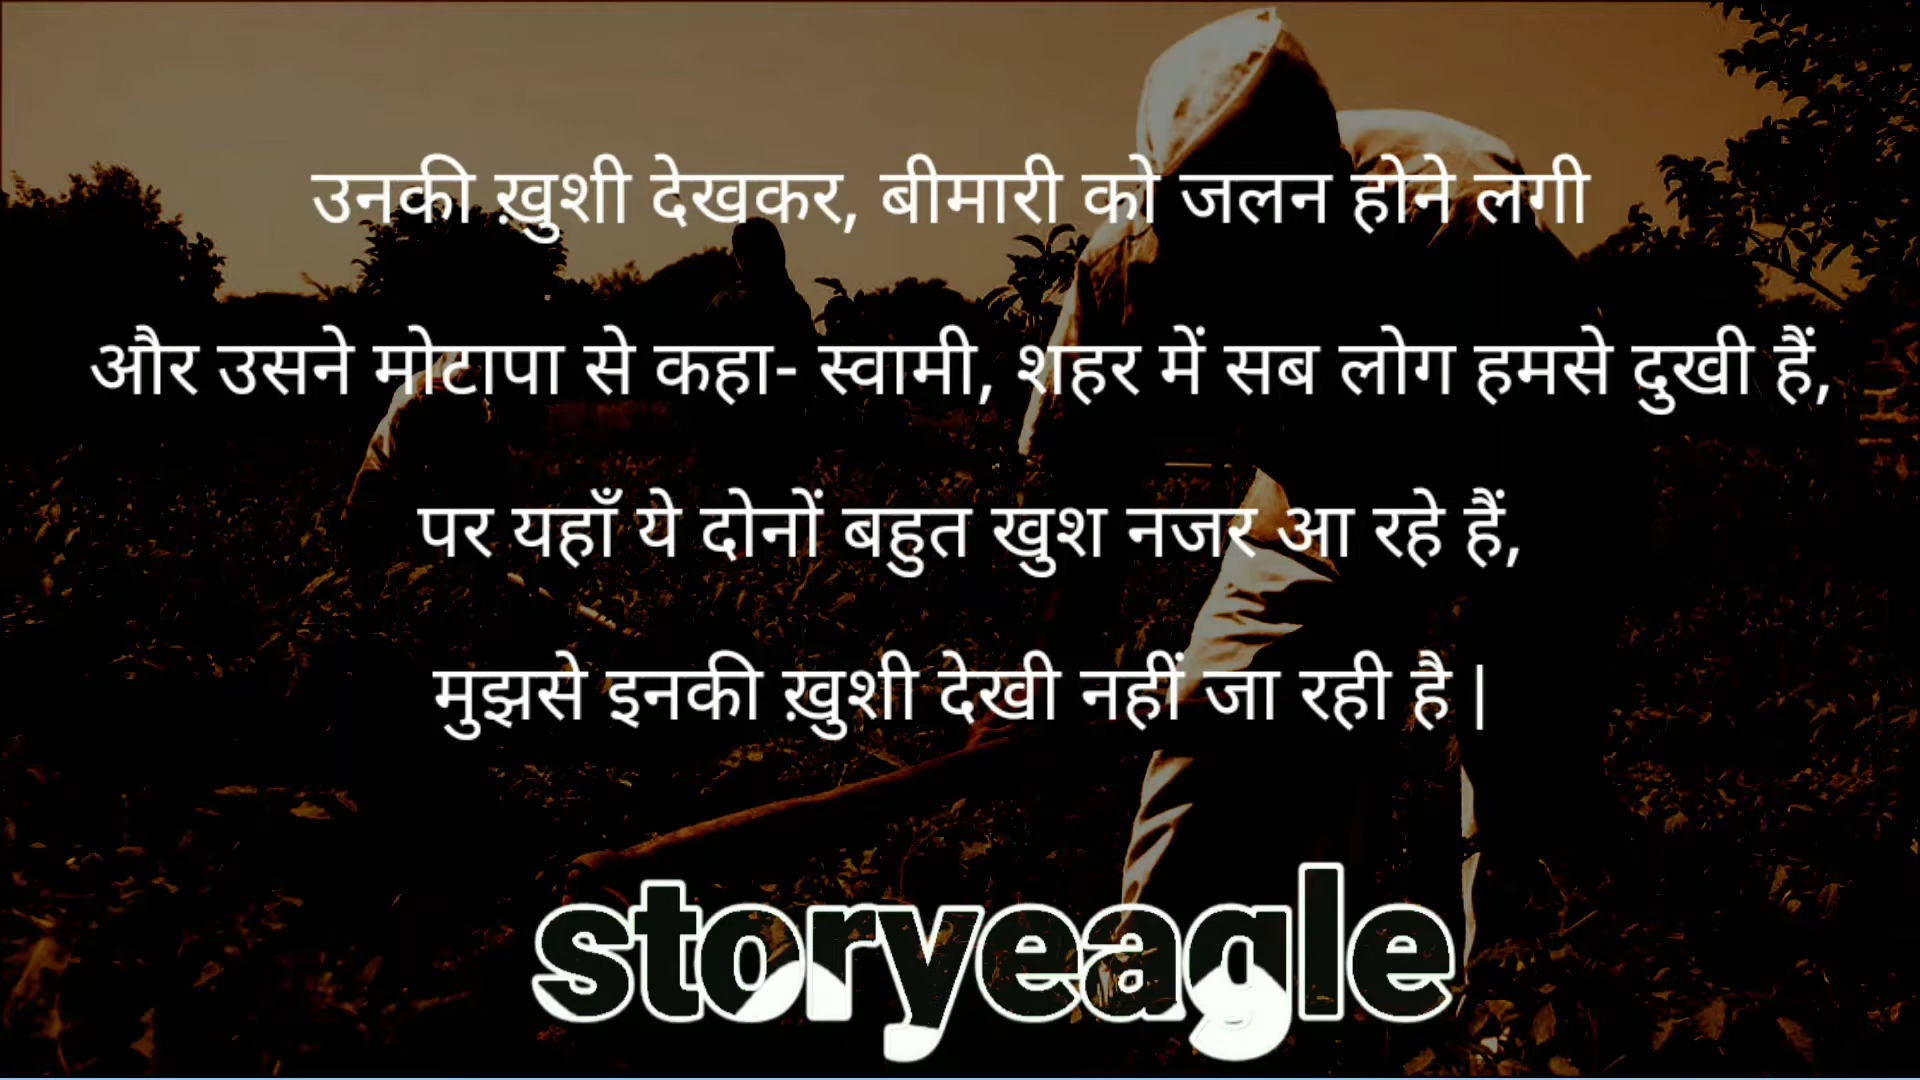 उनकी ख़ुशी देखकर, बीमारी को जलन होने लगी
और उसने मोटापा से कहा- स्वामी, शहर में सब लोग हमसे दुखी हैं,
पर यहाँ ये दोनों बहुत खुश नजर आ रहे हैं,
मुझसे इनकी ख़ुशी देखी नहीं जा रही है |
storyeagle